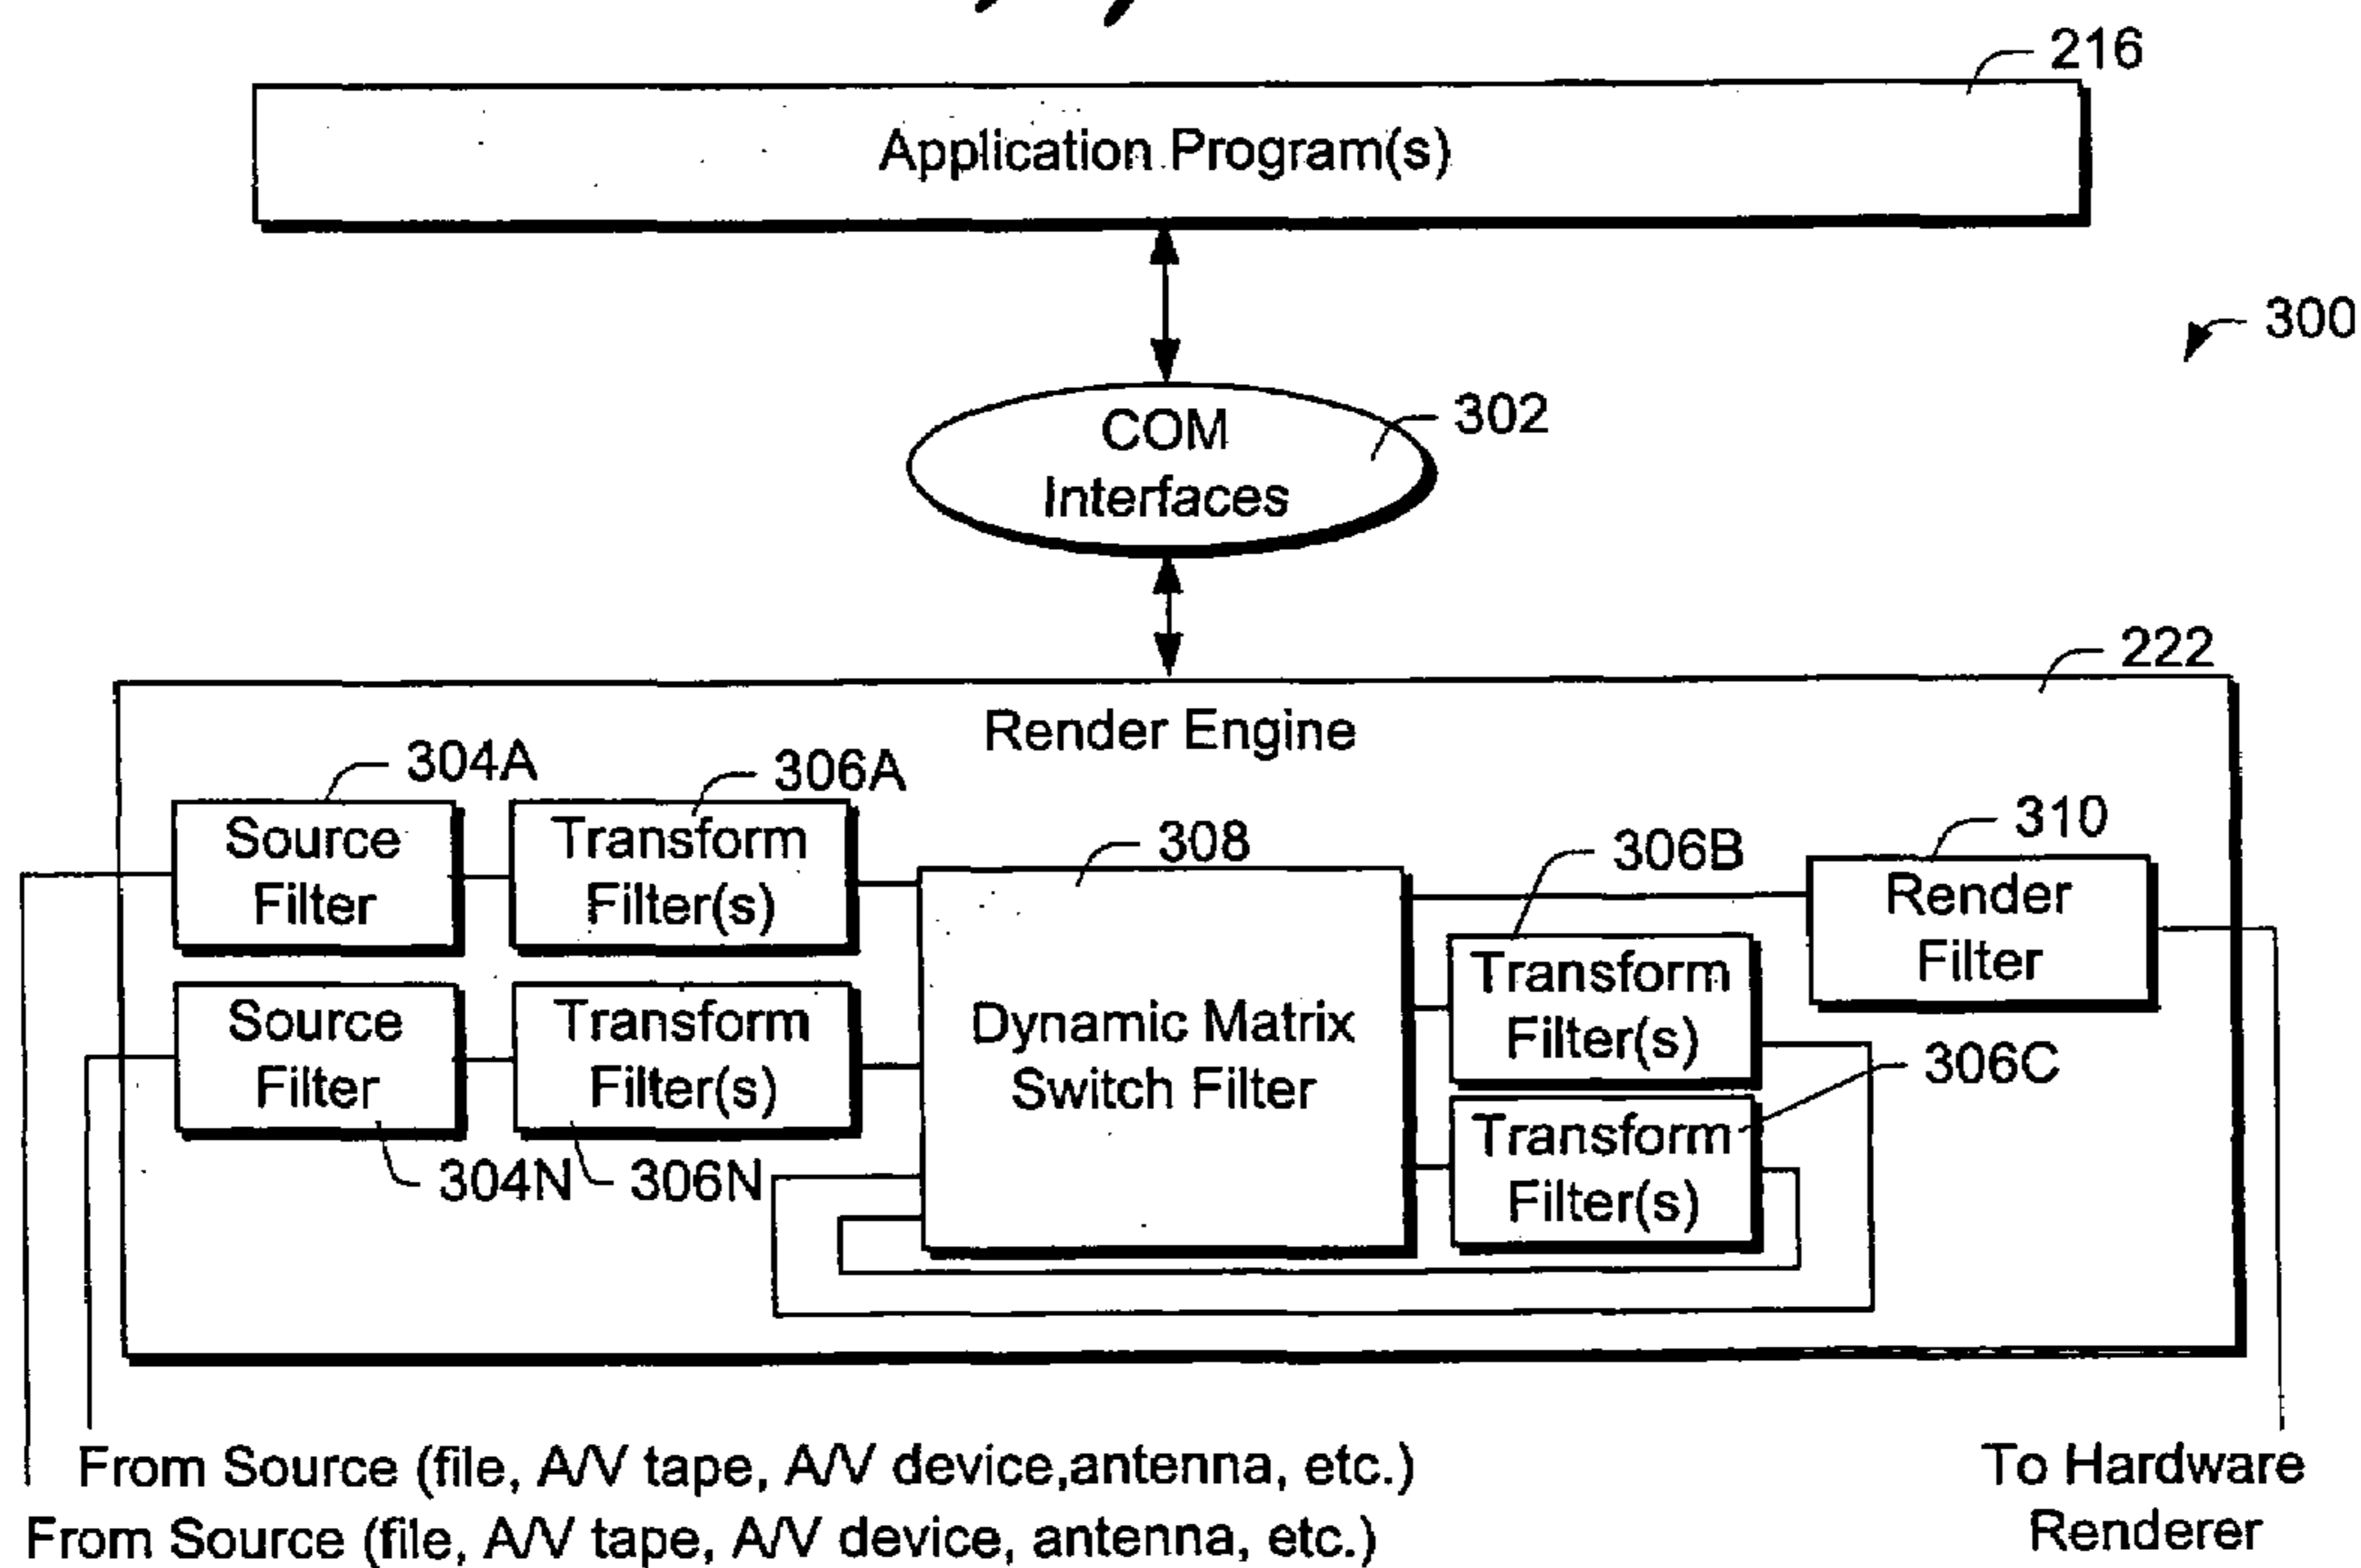 216
Application Program(s)
300
COM
Interfaces
302
222
Render Engine
304A
306A
Source
Filter
Transform
Filter(s)
308
306B
310
Render
Filter
Source
Filter
Transform
Filter(s)
Dynamic Matrix
Switch Filter
Transform
Filter(s)
306C
Transform
Filter(s)
304N
306N
From Source (file, A/V tape, A/V device,antenna, etc.)
From Source (file, A/V tape, A/V device, antenna, etc.)
To Hardware
Renderer